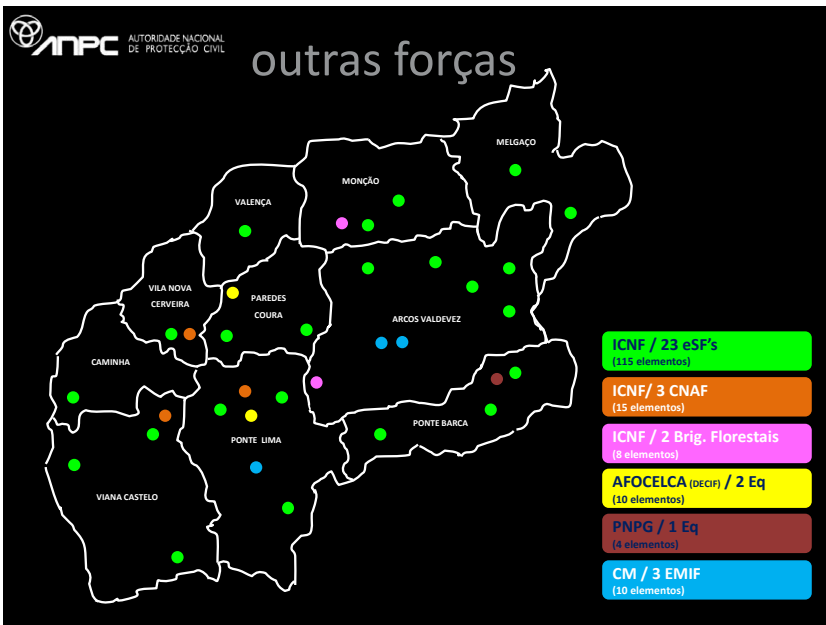 ANPC
AUTORIDADE NACIONAL
DE PROTECÇÃO CIVIL
outras forças
MELGAÇO
MONÇÃO
VALENÇA
VILA NOVA
CERVEIRA
PAREDES
COURA
ARCOS VALDEVEZ
CAMINHA
PONTE BARCA
PONTE LIMA
VIANA CASTELO
ICNF / 23 eSF’s
(115 elementos)
ICNF/ 3 CNAF
(15 elementos)
ICNF / 2 Brig. Florestais
(8 elementos)
AFOCELCA (DECIF) / 2 Eq
(10 elementos)
PNPG / 1 Eq
(4 elementos)
CM / 3 EMIF
(10 elementos)